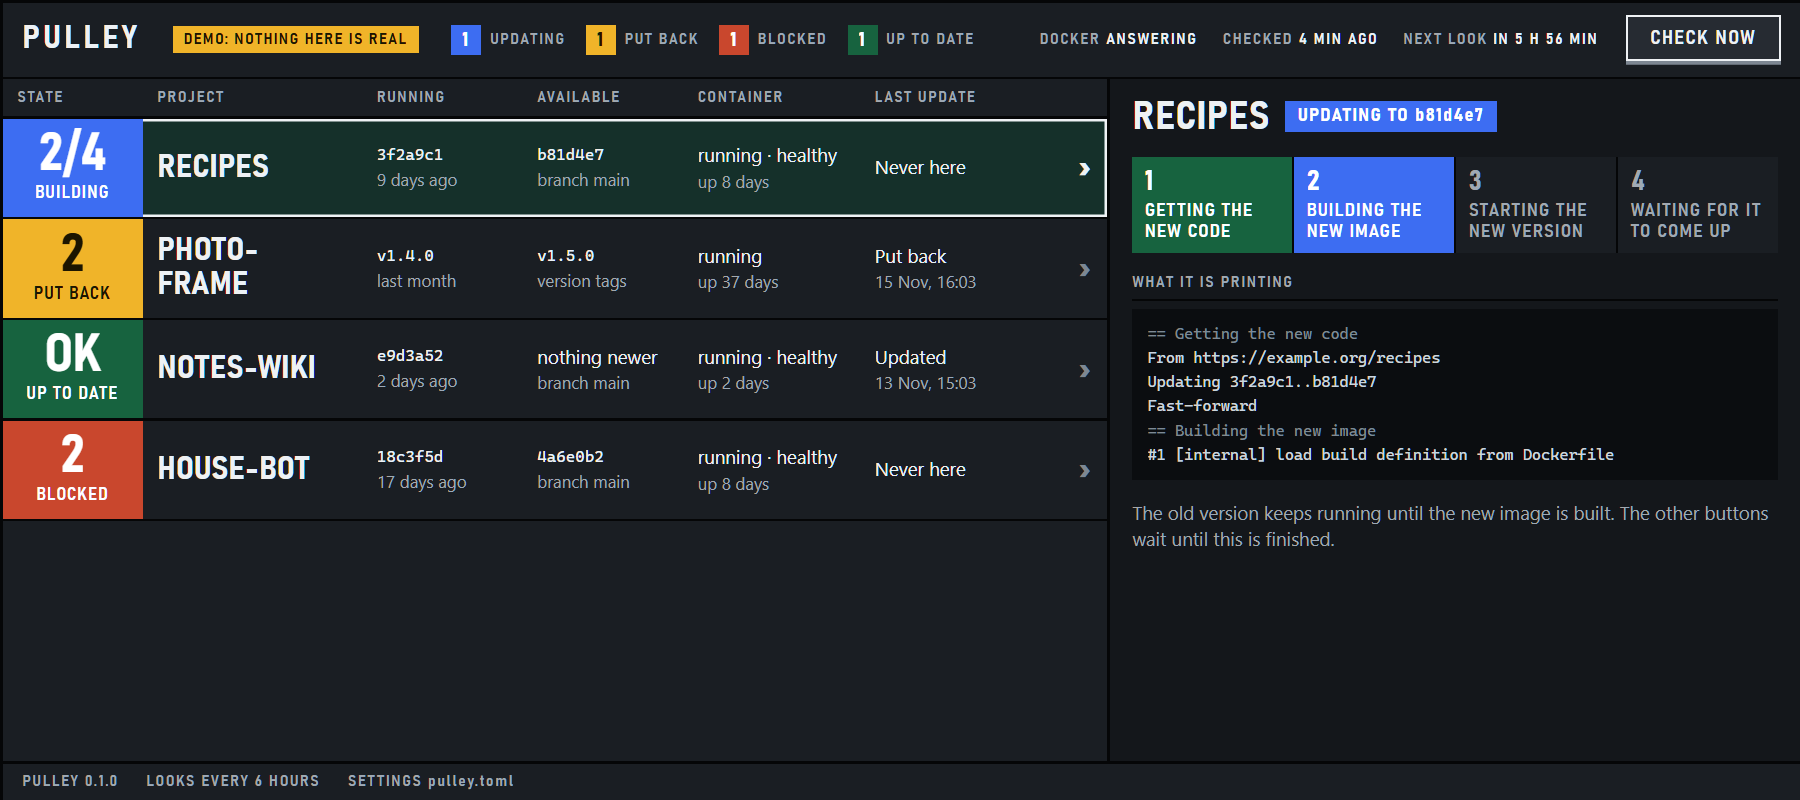 PULLEY
DEMO: NOTHING HERE IS REAL
1 UPDATING
1 PUT BACK
1 BLOCKED
1 UP TO DATE
DOCKER ANSWERING
CHECKED 4 MIN AGO
NEXT LOOK IN 5 H 56 MIN
CHECK NOW
STATE PROJECT RUNNING AVAILABLE CONTAINER LAST UPDATE
2/4
BUILDING
RECIPES
3f2a9c1
9 days ago
b81d4e7
branch main
running · healthy
up 8 days
Never here
›
2
PUT BACK
PHOTO-
FRAME
v1.4.0
last month
v1.5.0
version tags
running
up 37 days
Put back
15 Nov, 16:03
›
OK
UP TO DATE
NOTES-WIKI
e9d3a52
2 days ago
nothing newer
branch main
running · healthy
up 2 days
Updated
13 Nov, 15:03
›
2
BLOCKED
HOUSE-BOT
18c3f5d
17 days ago
4a6e0b2
branch main
running · healthy
up 8 days
Never here
›
RECIPES
UPDATING TO b81d4e7
1
GETTING THE
NEW CODE
2
BUILDING THE
NEW IMAGE
3
STARTING THE
NEW VERSION
4
WAITING FOR IT
TO COME UP
WHAT IT IS PRINTING
== Getting the new code
From https://example.org/recipes
Updating 3f2a9c1..b81d4e7
Fast-forward
== Building the new image
#1 [internal] load build definition from Dockerfile
The old version keeps running until the new image is built. The other buttons
wait until this is finished.
PULLEY 0.1.0
LOOKS EVERY 6 HOURS
SETTINGS pulley.toml